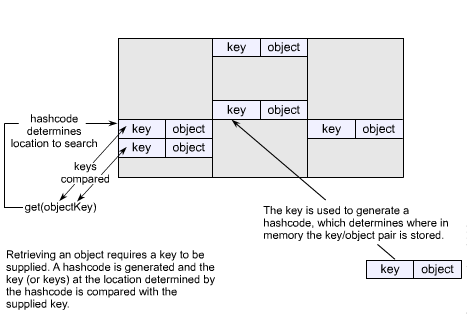 key object
key object
hashcode
determines
location to search
key object
key object
key object
keys
compared
get(objectKey)
The key is used to generate a
hashcode, which determines where in
memory the key/object pair is stored.
key object
Retrieving an object requires a key to be
supplied. A hashcode is generated and the
key (or keys) at the location determined by
the hashcode is compared with the
supplied key.